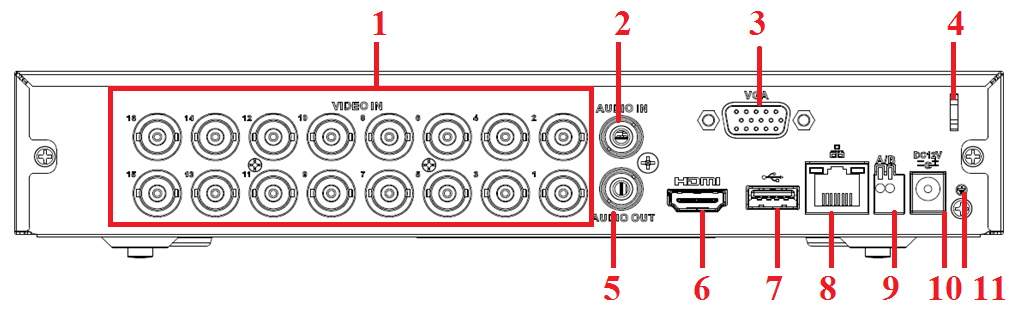 1 2 3 4
VIDEO IN AUDIO IN VGA
16 14 12 10 8 6 4 2
A/B DC12V
HDMI
15 13 11 9 7 5 3 1
AUDIO OUT
5 6 7 8 9 10 11